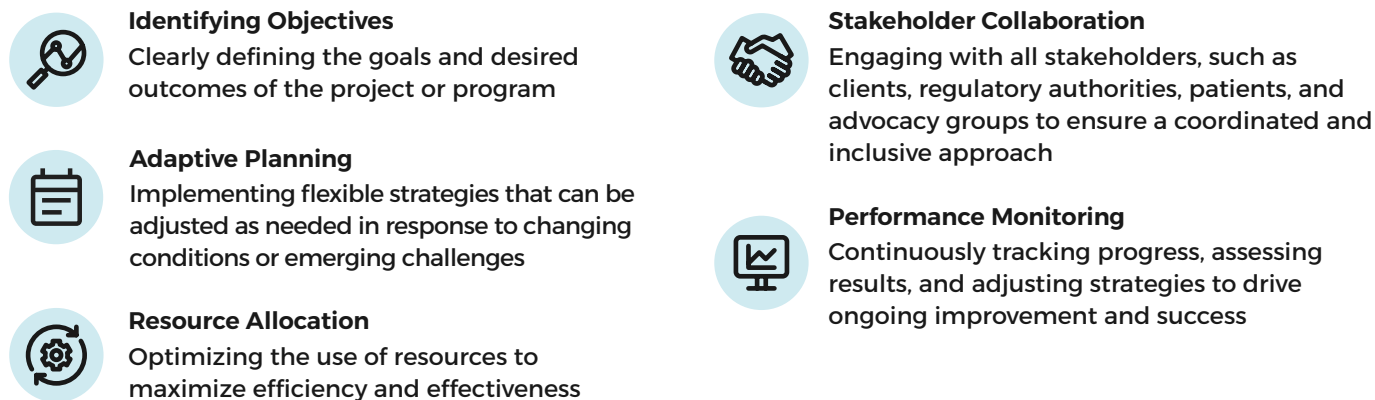 Identifying Objectives
Clearly defining the goals and desired
outcomes of the project or program
Adaptive Planning
Implementing flexible strategies that can be
adjusted as needed in response to changing
conditions or emerging challenges
Resource Allocation
Optimizing the use of resources to
maximize efficiency and effectiveness
Stakeholder Collaboration
Engaging with all stakeholders, such as
clients, regulatory authorities, patients, and
advocacy groups to ensure a coordinated and
inclusive approach
Performance Monitoring
Continuously tracking progress, assessing
results, and adjusting strategies to drive
ongoing improvement and success